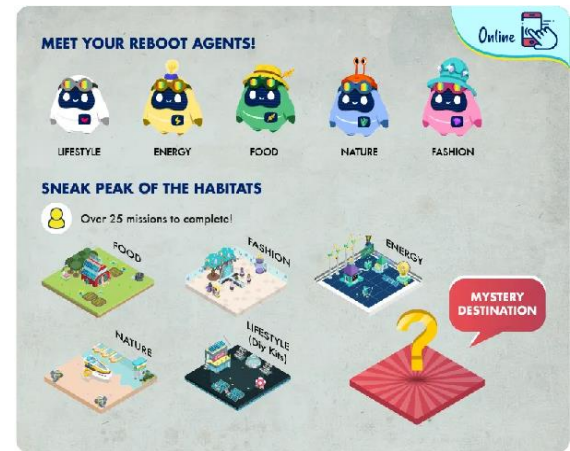 Online
MEET YOUR REBOOT AGENTS!
LIFESTYLE
ENERGY
FOOD
NATURE
FASHION
SNEAK PEAK OF THE HABITATS
Over 25 missions to complete!
FOOD
FASHION
ENERGY
MYSTERY
DESTINATION
NATURE
LIFESTYLE
(Diy Kits)
?